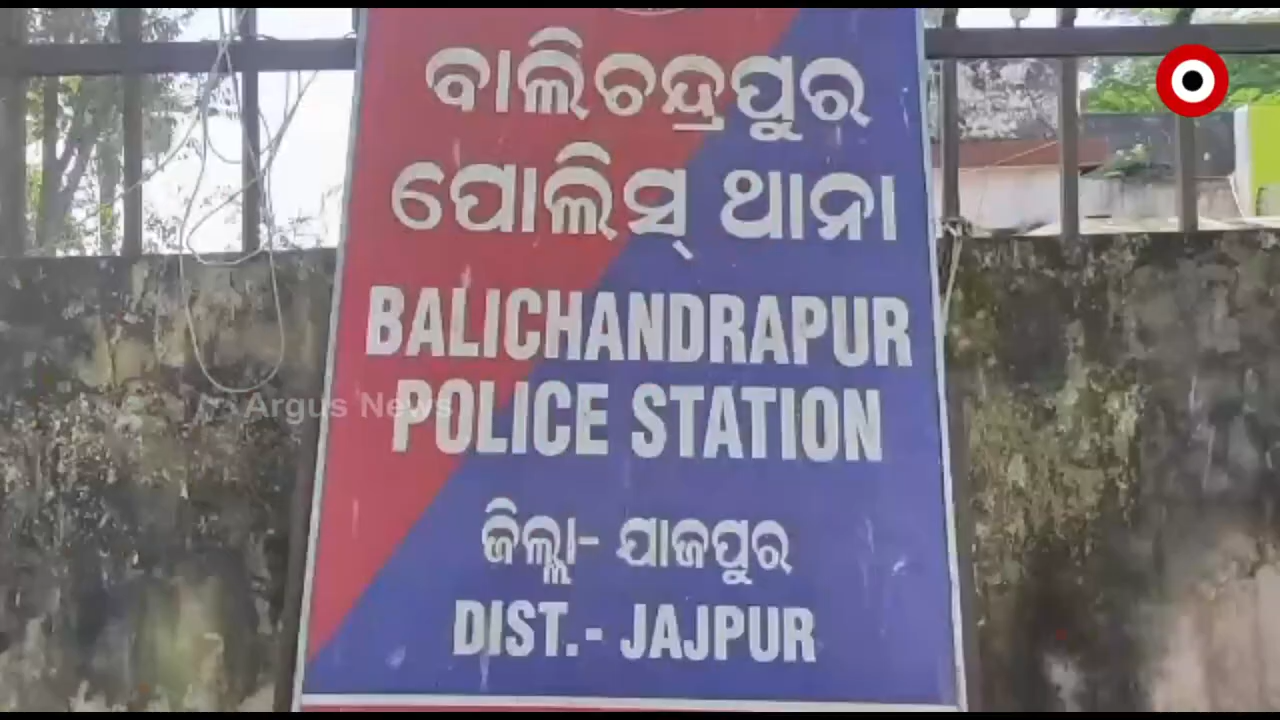 ବାଲିଚନ୍ଦ୍ରପୁର
ପୋଲିସ୍ ଥାନା
BALICHANDRAPUR
POLICE STATION
Argus News
ଜିଲ୍ଲା- ଯାଜପୁର
DIST.- JAJPUR